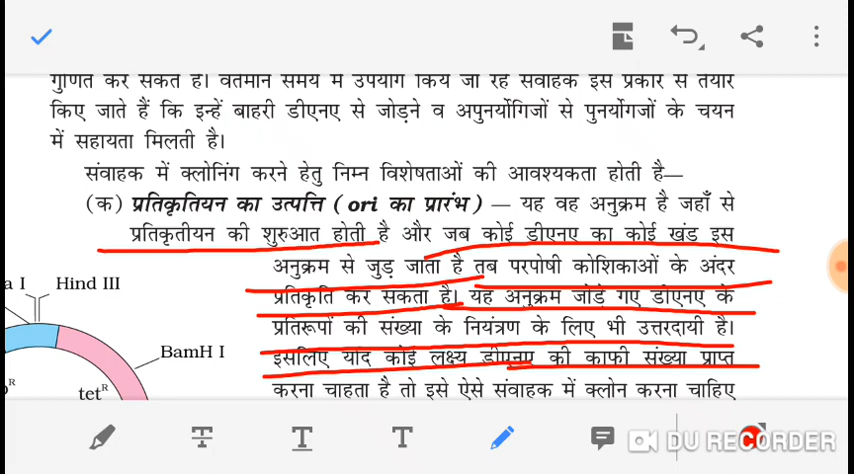 गुणित कर सकते हैं। वर्तमान समय में उपयोग किये जा रहे संवाहक इस प्रकार से तैयार
किए जाते हैं कि इन्हें बाहरी डीएनए से जोड़ने व अपुनर्योगिजों से पुनर्योगजों के चयन
में सहायता मिलती है।
संवाहक में क्लोनिंग करने हेतु निम्न विशेषताओं की आवश्यकता होती है—
(क) प्रतिकृतियन का उत्पत्ति (ori का प्रारंभ) — यह वह अनुक्रम है जहाँ से
प्रतिकृतीयन की शुरुआत होती है और जब कोई डीएनए का कोई खंड इस
अनुक्रम से जुड़ जाता है तब परपोषी कोशिकाओं के अंदर
प्रतिकृति कर सकता है। यह अनुक्रम जोड़े गए डीएनए के
प्रतिरूपों की संख्या के नियंत्रण के लिए भी उत्तरदायी है।
इसलिए यदि कोई लक्ष्य डीएनए की काफी संख्या प्राप्त
करना चाहता है तो इसे ऐसे संवाहक में क्लोन करना चाहिए
a I Hind III
BamH I
R
tetR
T T T
DU RECORDER